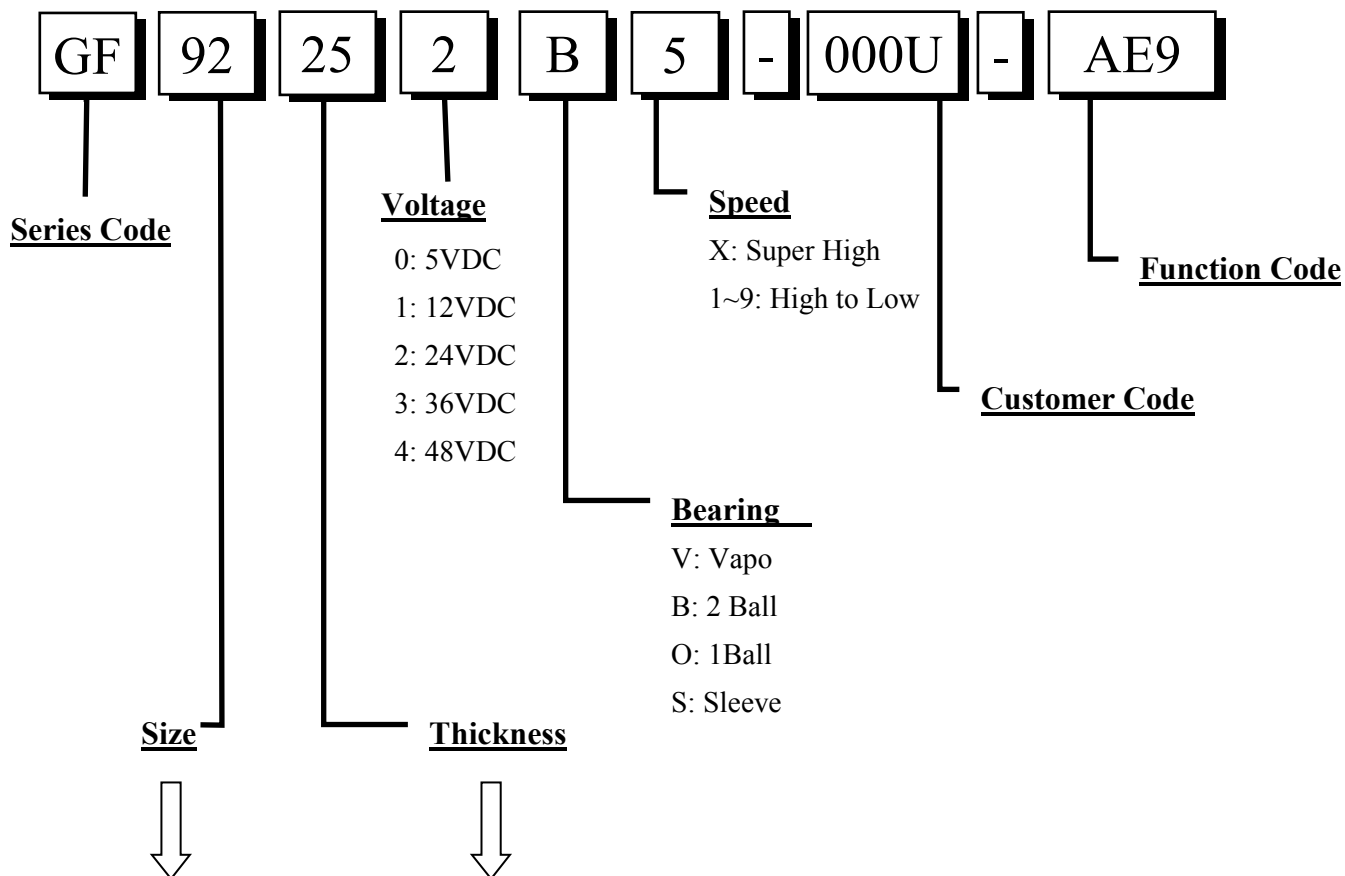 GF 92 25 2 B 5 - 000U - AE9
Series Code
Voltage
0: 5VDC
1: 12VDC
2: 24VDC
3: 36VDC
4: 48VDC
Speed
X: Super High
1~9: High to Low
Function Code
Customer Code
Bearing
V: Vapo
B: 2 Ball
O: 1Ball
S: Sleeve
Size
Thickness